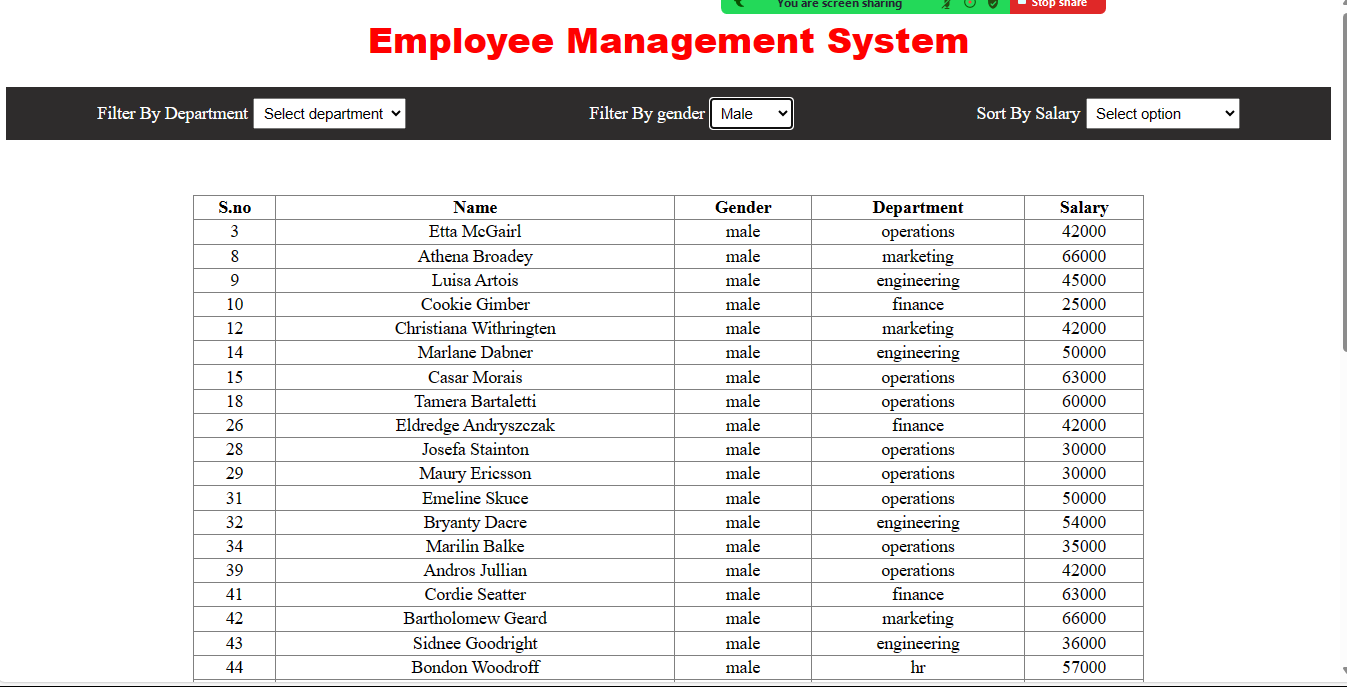 You are screen sharing Stop share
Employee Management System
Filter By Department Select department Filter By gender Male Sort By Salary Select option
S.no Name Gender Department Salary
3 Etta McGairl male operations 42000
8 Athena Broadey male marketing 66000
9 Luisa Artois male engineering 45000
10 Cookie Gimber male finance 25000
12 Christiana Withringten male marketing 42000
14 Marlane Dabner male engineering 50000
15 Casar Morais male operations 63000
18 Tamera Bartaletti male operations 60000
26 Eldredge Andryszczak male finance 42000
28 Josefa Stainton male operations 30000
29 Maury Ericsson male operations 30000
31 Emeline Skuce male operations 50000
32 Bryanty Dacre male engineering 54000
34 Marilin Balke male operations 35000
39 Andros Jullian male operations 42000
41 Cordie Seatter male finance 63000
42 Bartholomew Geard male marketing 66000
43 Sidnee Goodright male engineering 36000
44 Bondon Woodroff male hr 57000